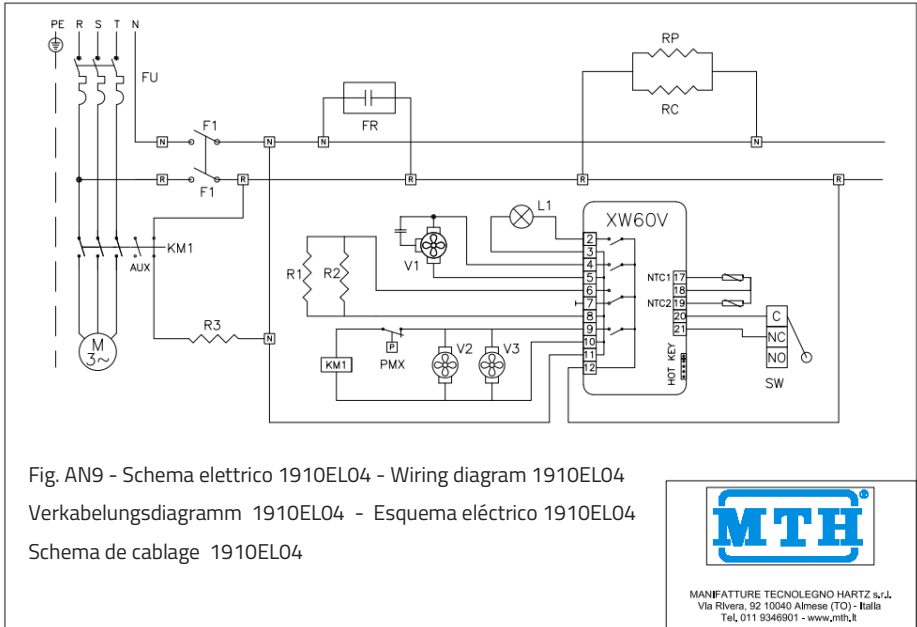 PE R S T N
FU
F1
F1
N
N
N
N
R
R
R
R
R
FR
RP
RC
KM1
AUX
M
3~
R3
N
R1
R2
KM1
P
PMX
V1
V2
V3
L1
XW60V
2
3
4
5
6
7
8
9
10
11
12
NTC1 17
18
NTC2 19
20
21
HOT KEY
C
NC
NO
SW
Fig. AN9 - Schema elettrico 1910EL04 - Wiring diagram 1910EL04
Verkabelungsdiagramm 1910EL04 - Esquema eléctrico 1910EL04
Schema de cablage 1910EL04
MTH®
MANIFATTURE TECNOLEGNO HARTZ s.r.l.
Via Rivera, 92 10040 Almese (TO) - Italia
Tel. 011 9346901 - www.mth.it